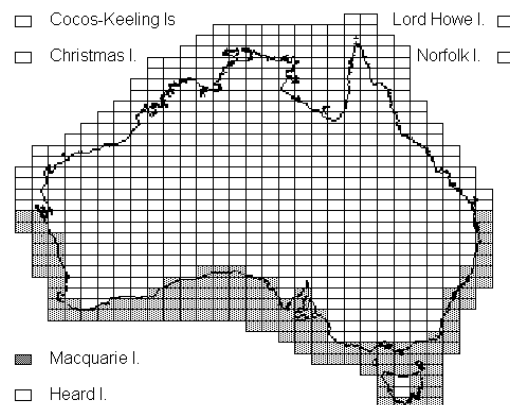 Cocos-Keeling Is
Lord Howe I.
Christmas I.
Norfolk I.
Macquarie I.
Heard I.